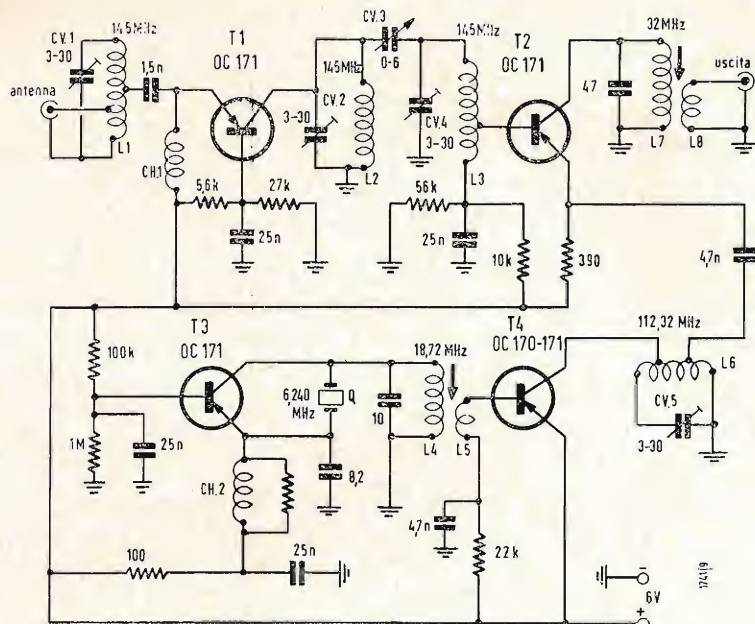 CV.1
3-30
145MHz
1,5n
antenna
L1
CH.1
T1
OC 171
5,6k
27k
25n
CV.2
3-30
145MHz
L2
CV.3
0-6
CV.4
3-30
145MHz
L3
56k
25n
10k
T2
OC 171
390
47
32MHz
L7
L8
uscita
4,7n
100k
1M
25n
T3
OC 171
6,240
MHz
Q
8,2
CH.2
100
25n
10
18,72 MHz
L4
L5
4,7n
22k
T4
OC 170-171
112,32 MHz
L6
CV.5
3-30
-
6V
+